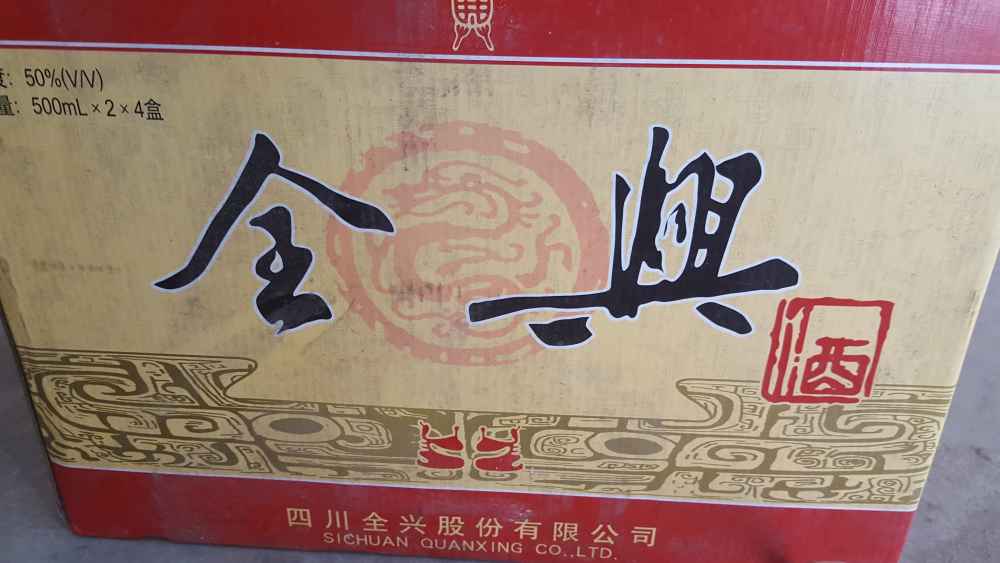 度：50%(V/V)
量：500mL×2×4盒
全興
酒
四川全兴股份有限公司
SICHUAN QUANXING CO.,LTD.